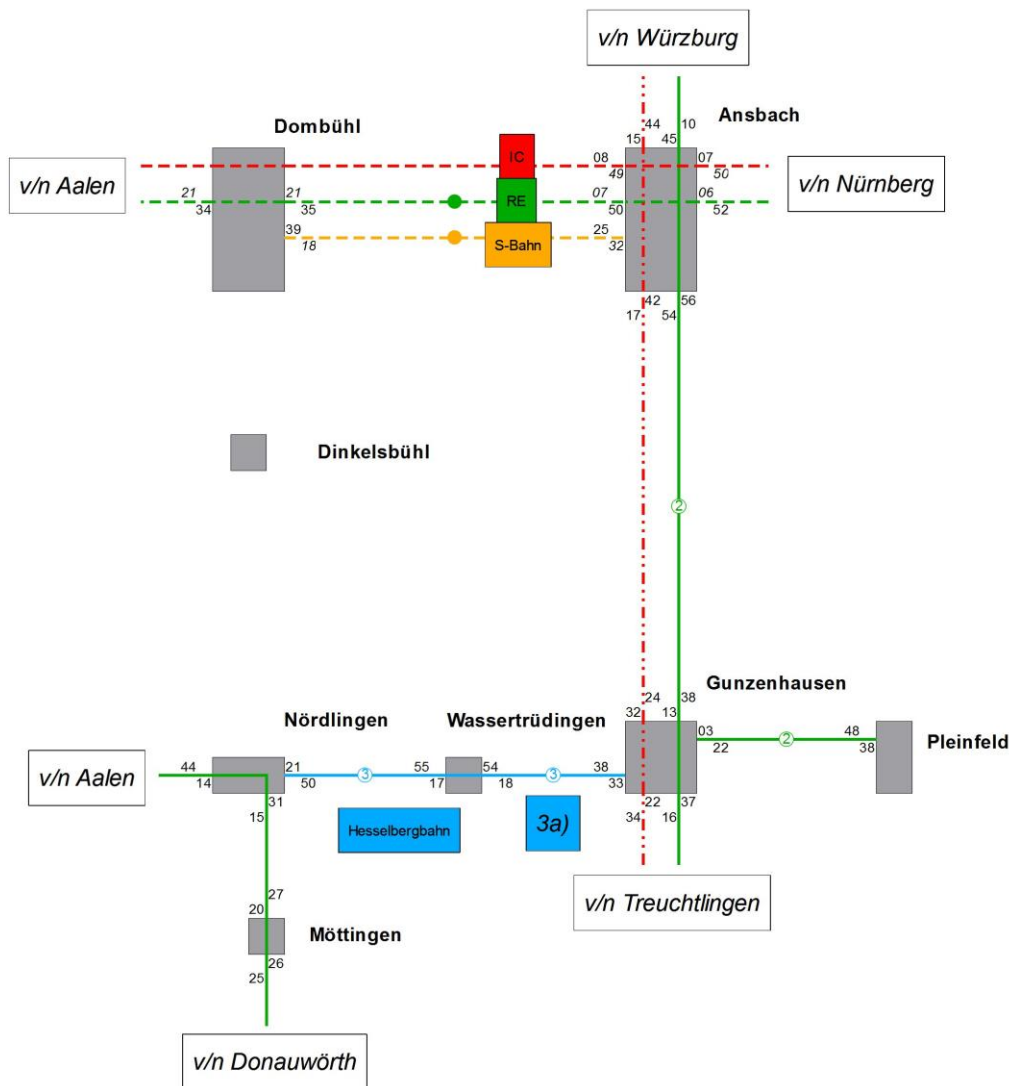 v/n Würzburg
44 10
Ansbach
Dombühl
15 45
IC
08 07
v/n Aalen
49 50
v/n Nürnberg
21 21 07 06
RE
34 35 50 52
39 25
S-Bahn
18 32
42 56
17 54
Dinkelsbühl
2
Gunzenhausen
24 38
Nördlingen Wassertrüdingen
32 13
03 48
2
22 38
Pleinfeld
v/n Aalen
44 21 55 54 38
3 3
14 50 17 18 33
31 22 37
15 34 16
Hesselbergbahn
3a)
v/n Treuchtlingen
27
20
Möttingen
26
25
v/n Donauwörth